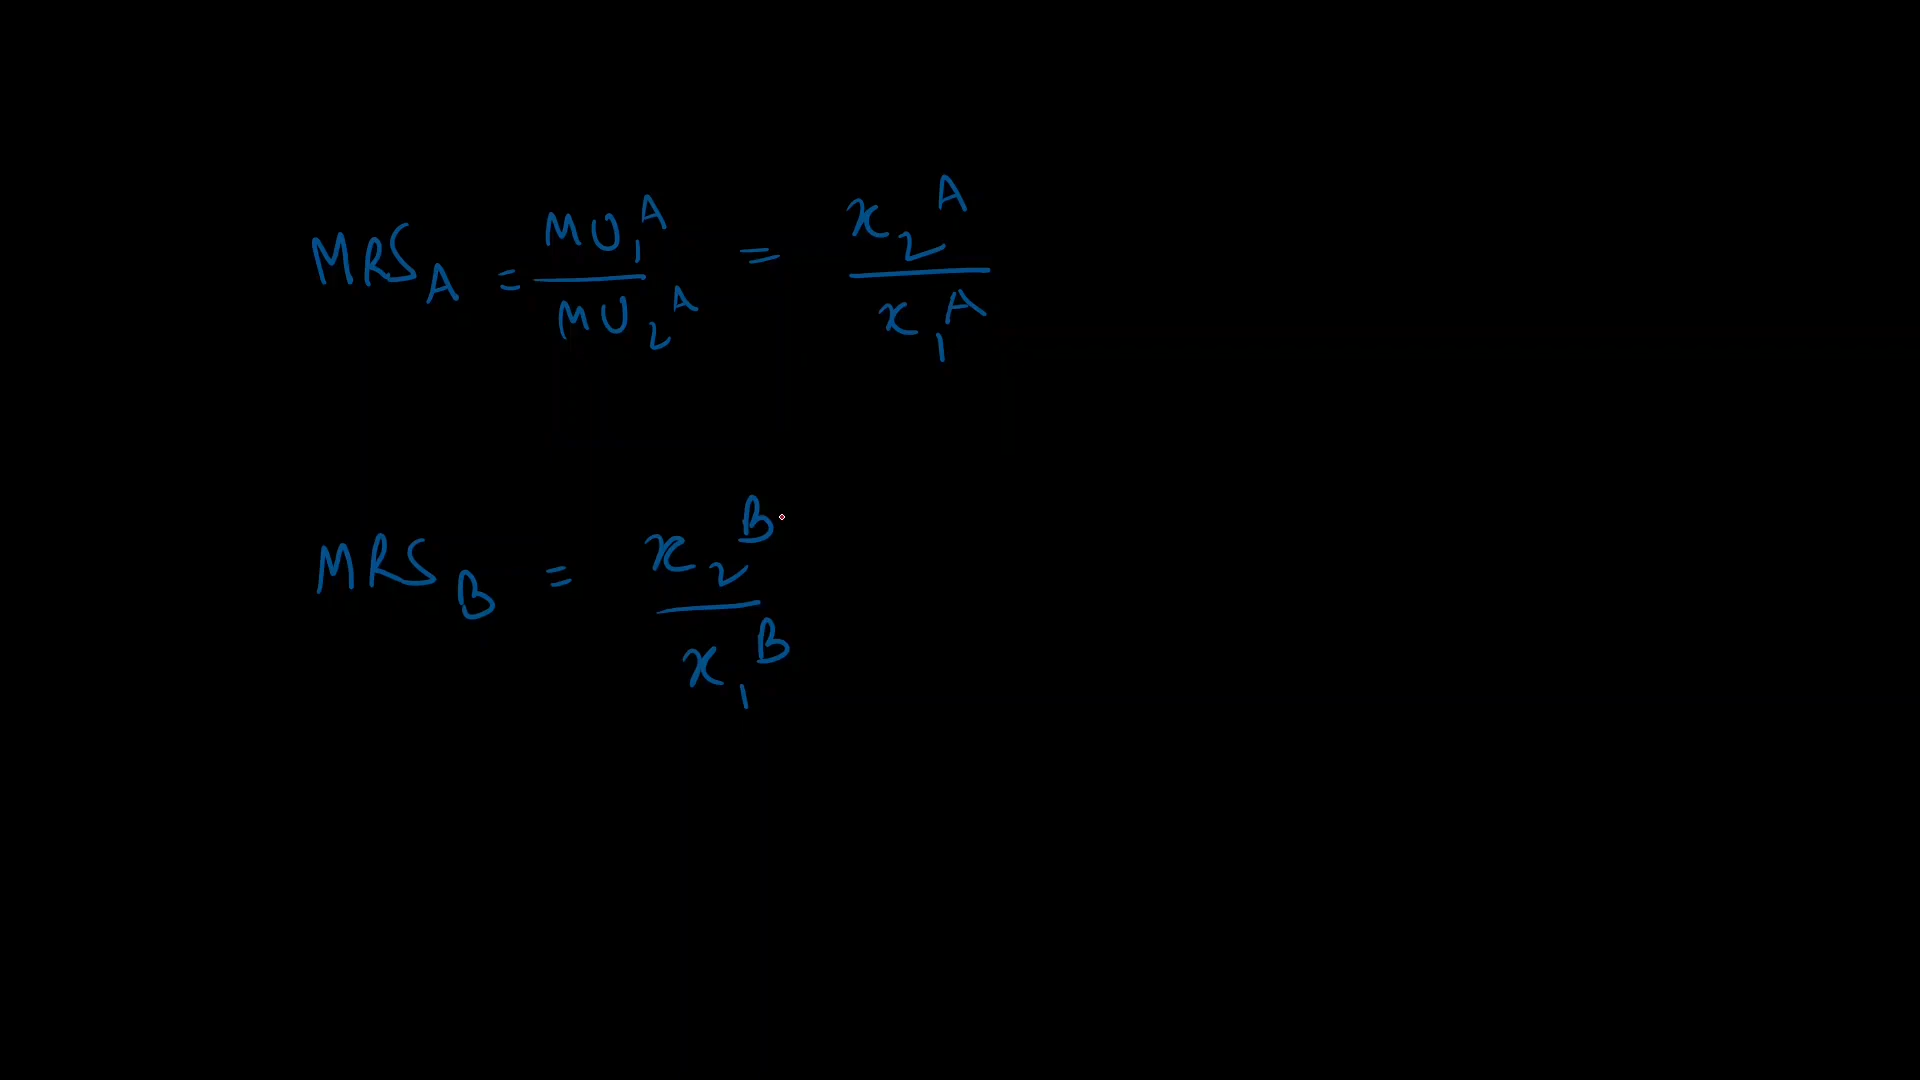 MRS_A = MU_1^A / MU_2^A = x_2^A / x_1^A
MRS_B = x_2^B / x_1^B